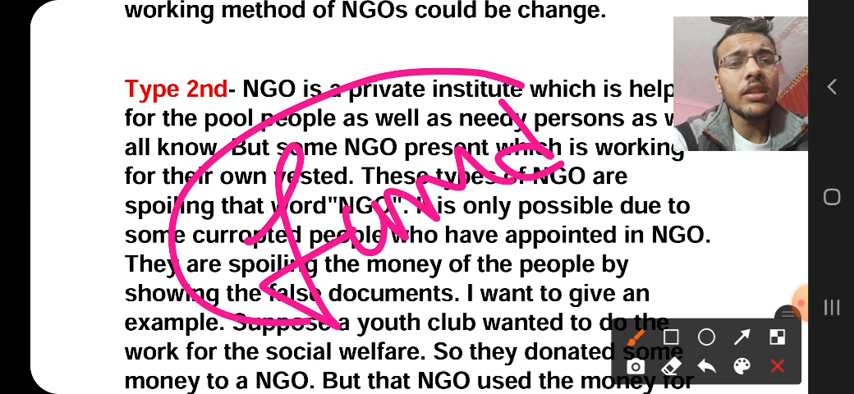 working method of NGOs could be change.
Type 2nd- NGO is a private institute which is help
for the pool people as well as needy persons as
all know. But some NGO present which is working
for their own vested. These types of NGO are
spoiling that word"NGO". It is only possible due to
some curropted people who have appointed in NGO.
They are spoiling the money of the people by
showing the false documents. I want to give an
example. Suppose a youth club wanted to do the
work for the social welfare. So they donated some
money to a NGO. But that NGO used the money for
fund